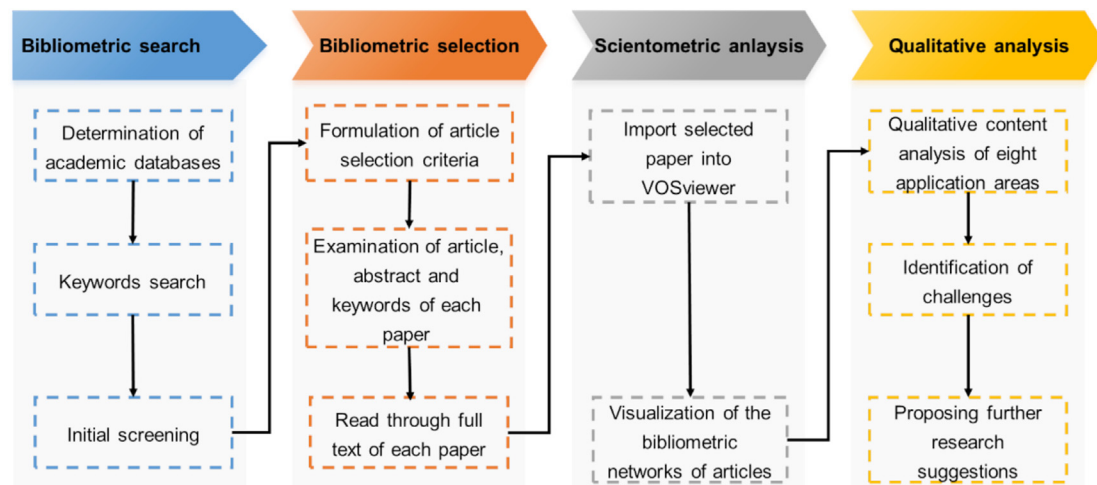 Bibliometric search
Determination of
academic databases
Keywords search
Initial screening
Bibliometric selection
Formulation of article
selection criteria
Examination of article,
abstract and
keywords of each
paper
Read through full
text of each paper
Scientometric anlaysis
Import selected
paper into
VOSviewer
Visualization of the
bibliometric
networks of articles
Qualitative analysis
Qualitative content
analysis of eight
application areas
Identification of
challenges
Proposing further
research
suggestions